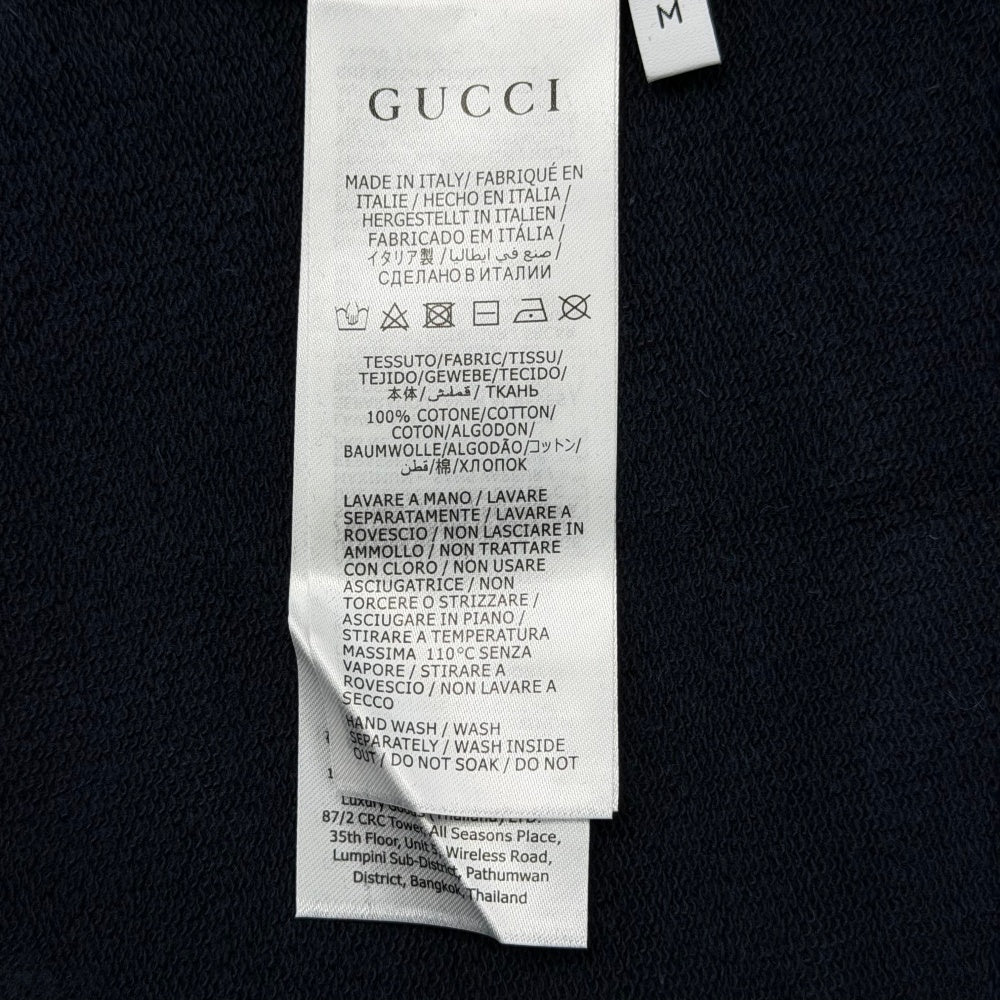 M
GUCCI
MADE IN ITALY/ FABRIQUÉ EN
ITALIE / HECHO EN ITALIA /
HERGESTELLT IN ITALIEN /
FABRICADO EM ITÁLIA /
イタリア製 / صنع في ايطاليا /
СДЕЛАНО В ИТАЛИИ
TESSUTO/FABRIC/TISSU/
TEJIDO/GEWEBE/TECIDO/
本体/قملش/ ТКАНЬ
100% COTONE/COTTON/
COTON/ALGODON/
BAUMWOLLE/ALGODÃO/コットン/
قطن/棉/ХЛОПОК
LAVARE A MANO / LAVARE
SEPARATAMENTE / LAVARE A
ROVESCIO / NON LASCIARE IN
AMMOLLO / NON TRATTARE
CON CLORO / NON USARE
ASCIUGATRICE / NON
TORCERE O STRIZZARE /
ASCIUGARE IN PIANO /
STIRARE A TEMPERATURA
MASSIMA 110°C SENZA
VAPORE / STIRARE A
ROVESCIO / NON LAVARE A
SECCO
HAND WASH / WASH
SEPARATELY / WASH INSIDE
OUT / DO NOT SOAK / DO NOT
1
Luxury Goods (Thailand) LTD.
87/2 CRC Tower All Seasons Place,
35th Floor, Unit 5, Wireless Road,
Lumpini Sub-District, Pathumwan
District, Bangkok, Thailand